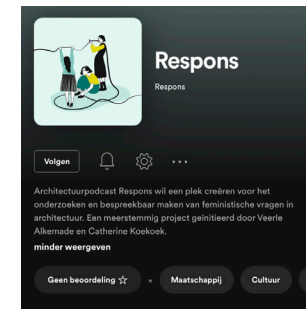 Respons
Respons
Volgen
Architectuurpodcast Respons wil een plek creëren voor het
onderzoeken en bespreekbaar maken van feministische vragen in
architectuur. Een meerstemmig project geïnitieerd door Veerle
Alkemade en Catherine Koekoek.
minder weergeven
Geen beoordeling ☆ • Maatschappij Cultuur